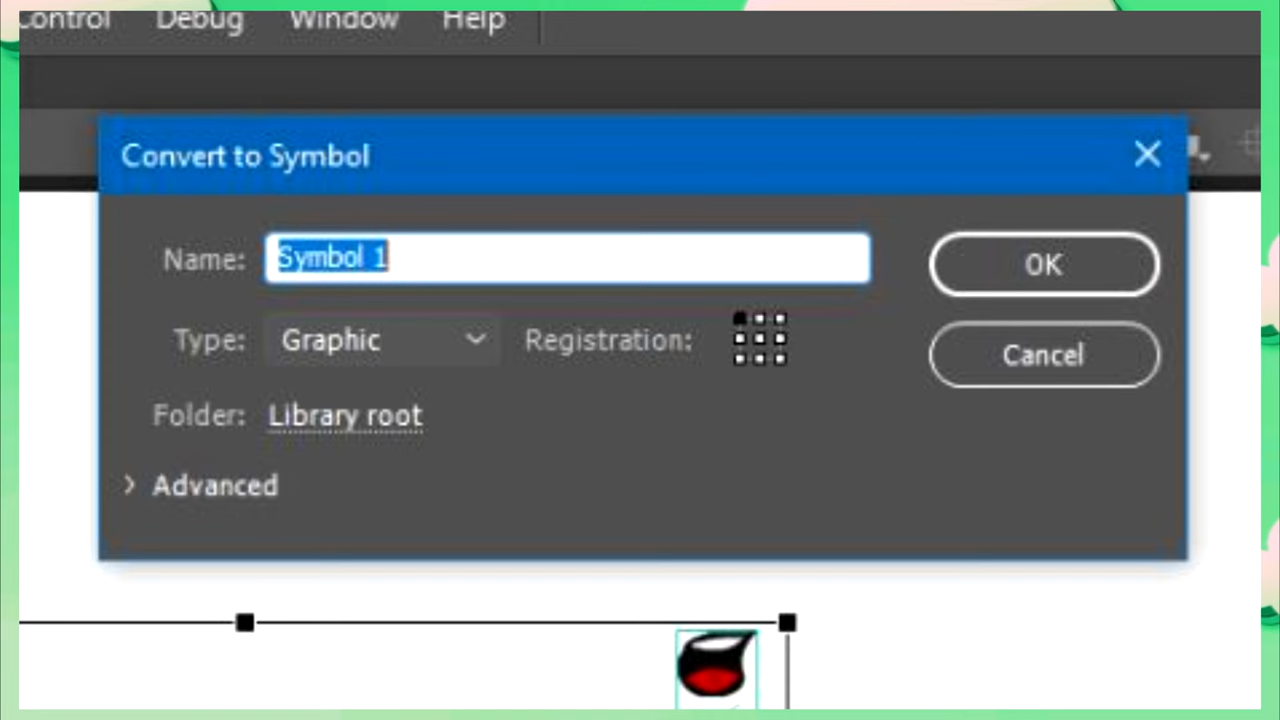 Control Debug Window Help
Convert to Symbol
Name: Symbol 1
OK
Type: Graphic Registration:
Cancel
Folder: Library root
Advanced